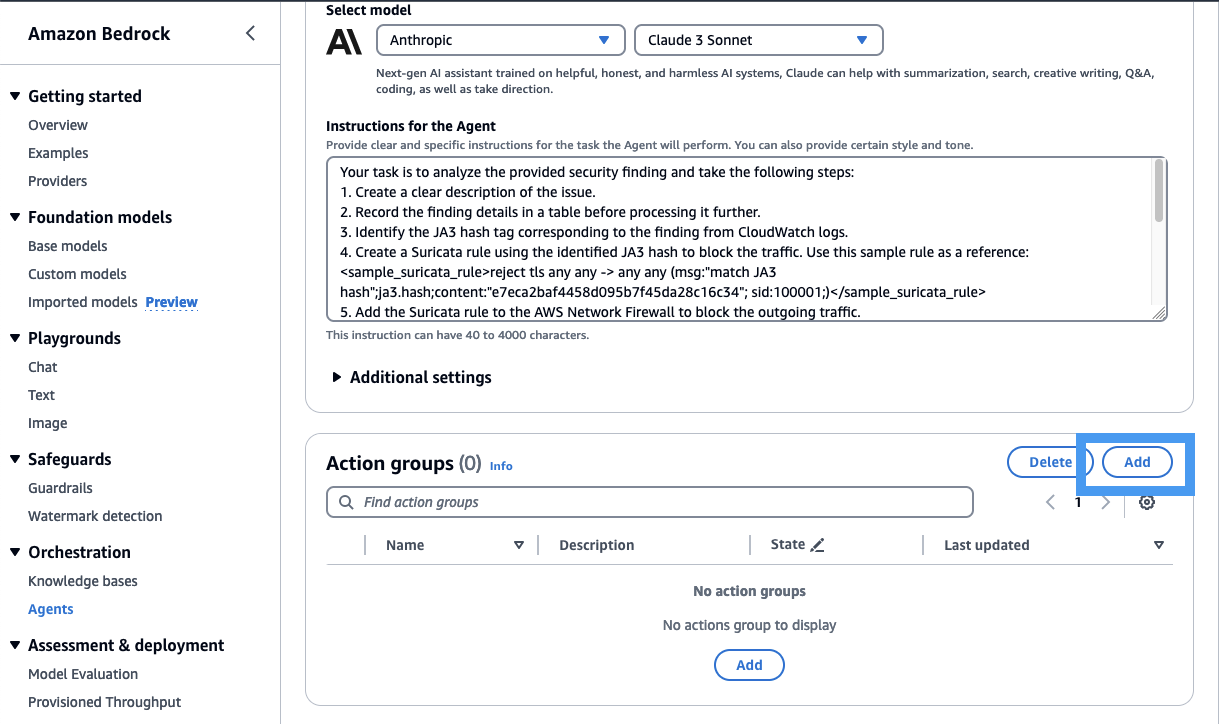 Amazon Bedrock
Getting started
Overview
Examples
Providers
Foundation models
Base models
Custom models
Imported models Preview
Playgrounds
Chat
Text
Image
Safeguards
Guardrails
Watermark detection
Orchestration
Knowledge bases
Agents
Assessment & deployment
Model Evaluation
Provisioned Throughput
Select model
Anthropic
Claude 3 Sonnet
Next-gen AI assistant trained on helpful, honest, and harmless AI systems, Claude can help with summarization, search, creative writing, Q&A,
coding, as well as take direction.
Instructions for the Agent
Provide clear and specific instructions for the task the Agent will perform. You can also provide certain style and tone.
Your task is to analyze the provided security finding and take the following steps:
1. Create a clear description of the issue.
2. Record the finding details in a table before processing it further.
3. Identify the JA3 hash tag corresponding to the finding from CloudWatch logs.
4. Create a Suricata rule using the identified JA3 hash to block the traffic. Use this sample rule as a reference:
<sample_suricata_rule>reject tls any any -> any any (msg:"match JA3
hash";ja3.hash;content:"e7eca2baf4458d095b7f45da28c16c34"; sid:100001;)</sample_suricata_rule>
5. Add the Suricata rule to the AWS Network Firewall to block the outgoing traffic.
This instruction can have 40 to 4000 characters.
Additional settings
Action groups (0) Info
Delete
Add
Find action groups
1
Name
Description
State
Last updated
No action groups
No actions group to display
Add